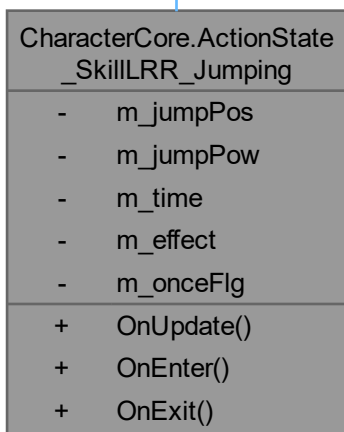 CharacterCore.ActionState
_SkillLRR_Jumping
- m_jumpPos
- m_jumpPow
- m_time
- m_effect
- m_onceFlg
+ OnUpdate()
+ OnEnter()
+ OnExit()